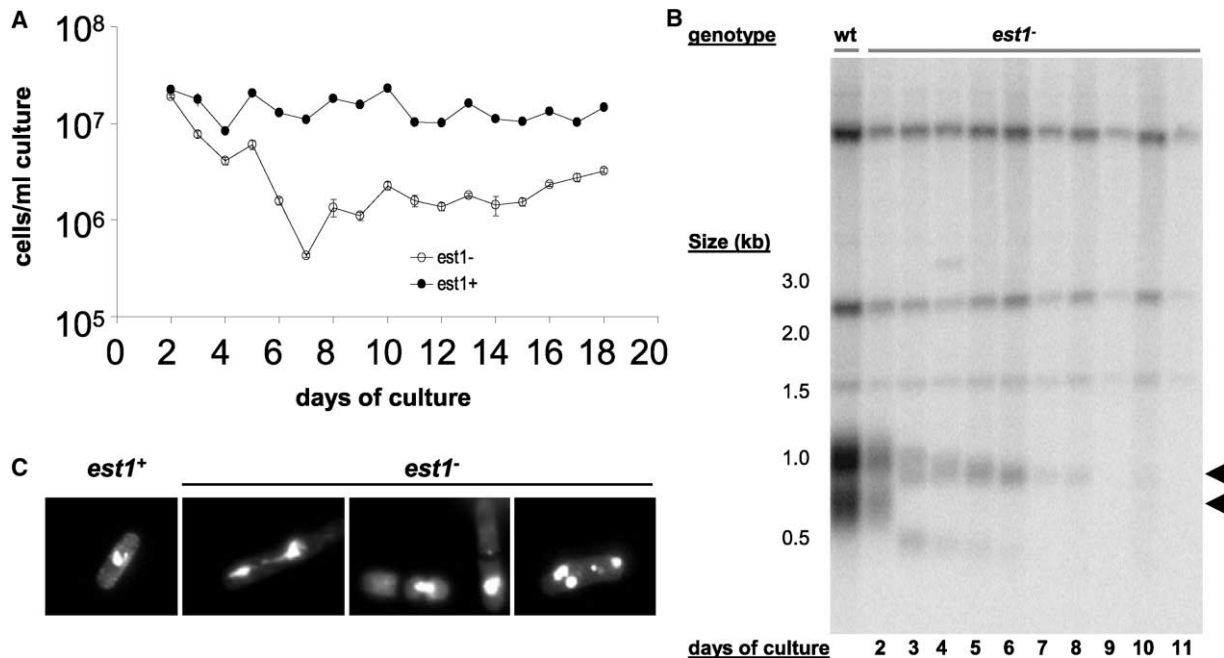 A
10^8
10^7
10^6
10^5
cells/ml culture
est1-
est1+
0 2 4 6 8 10 12 14 16 18 20
days of culture
B
genotype wt est1-
Size (kb)
3.0
2.0
1.5
1.0
0.5
days of culture 2 3 4 5 6 7 8 9 10 11
C
est1+ est1-